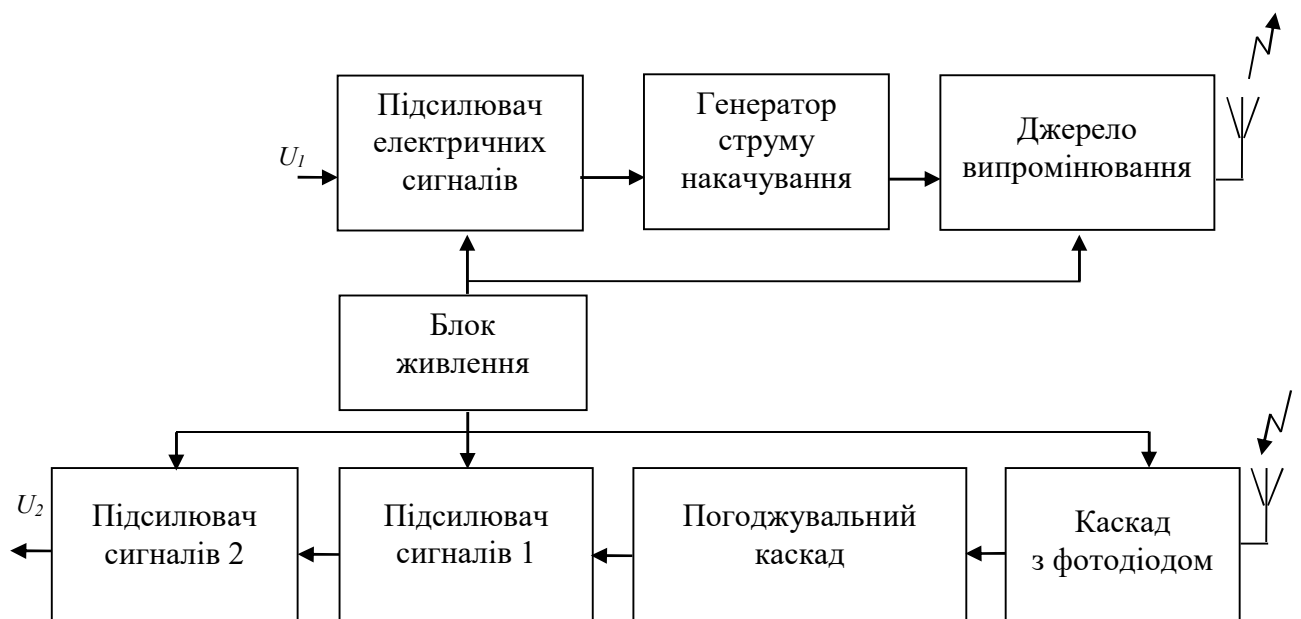 U1
Підсилювач
електричних
сигналів
Генератор
струму
накачування
Джерело
випромінювання
Блок
живлення
U2
Підсилювач
сигналів 2
Підсилювач
сигналів 1
Погоджувальний
каскад
Каскад
з фотодіодом